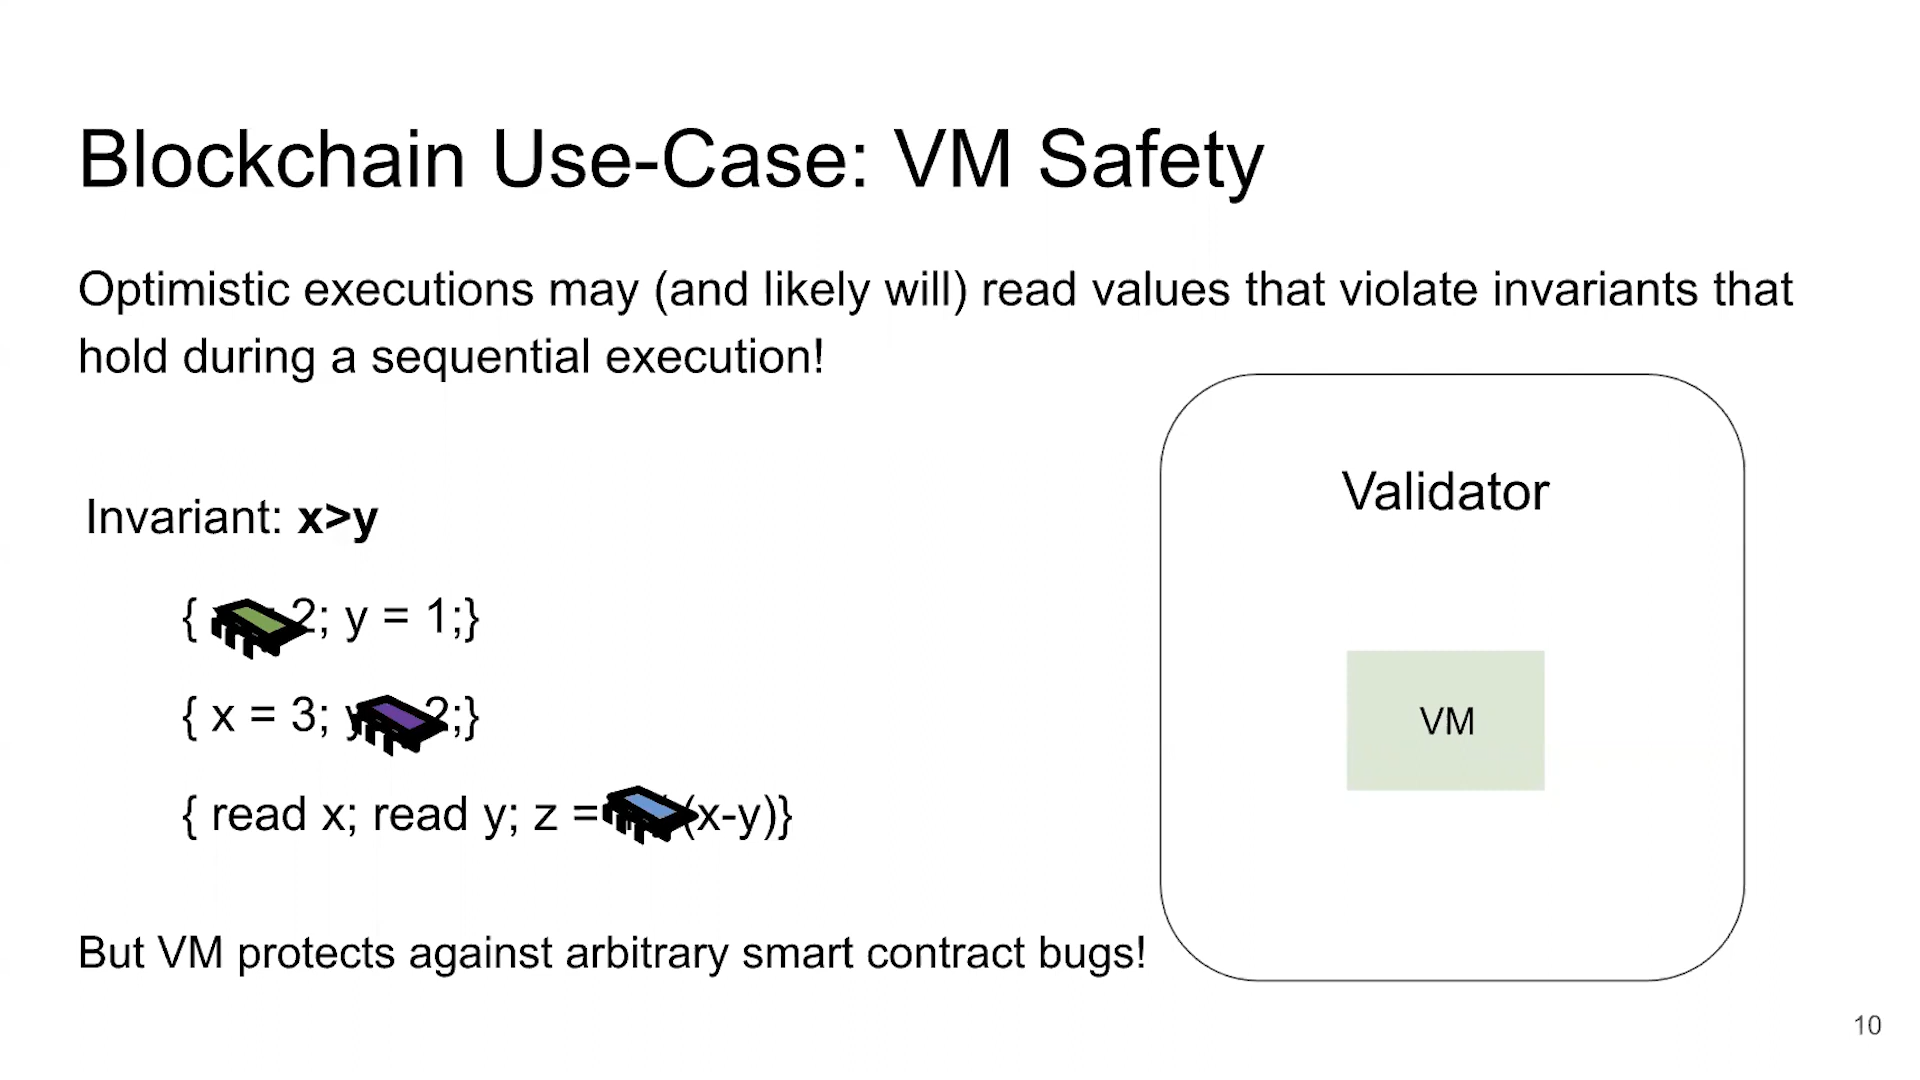 Blockchain Use-Case: VM Safety
Optimistic executions may (and likely will) read values that violate invariants that
hold during a sequential execution!
Invariant: x>y
{ 2; y = 1;}
{ x = 3; y 2;}
{ read x; read y; z = (x-y)}
But VM protects against arbitrary smart contract bugs!
Validator
VM
10